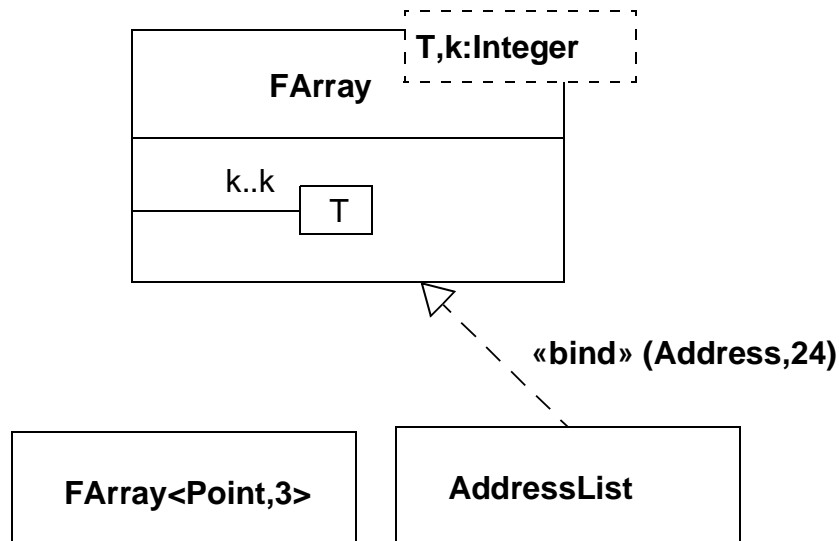 T,k:Integer
FArray
k..k
T
«bind» (Address,24)
FArray<Point,3>
AddressList